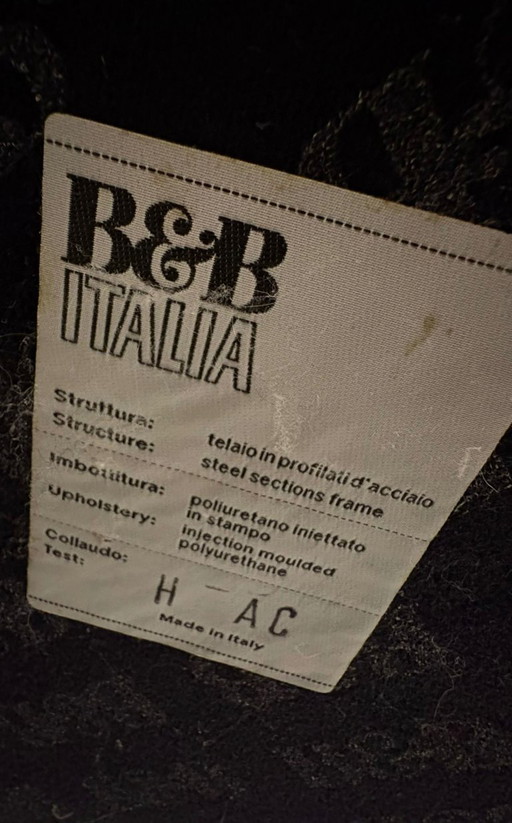 B&B
ITALIA
Struttura: telaio in profilati d'acciaio
Structure: steel sections frame
Imbottitura: poliuretano iniettato
in stampo
Upholstery: injection moulded
polyurethane
Collaudo:
Test: H - AC
Made in Italy